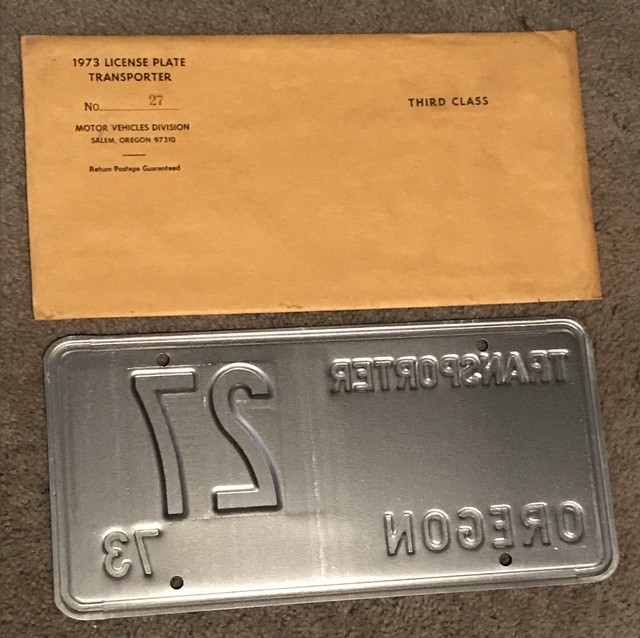 1973 LICENSE PLATE
TRANSPORTER
No. 27
MOTOR VEHICLES DIVISION
SALEM, OREGON 97310
Return Postage Guaranteed
THIRD CLASS
TRANSPORTER
27
73
OREGON